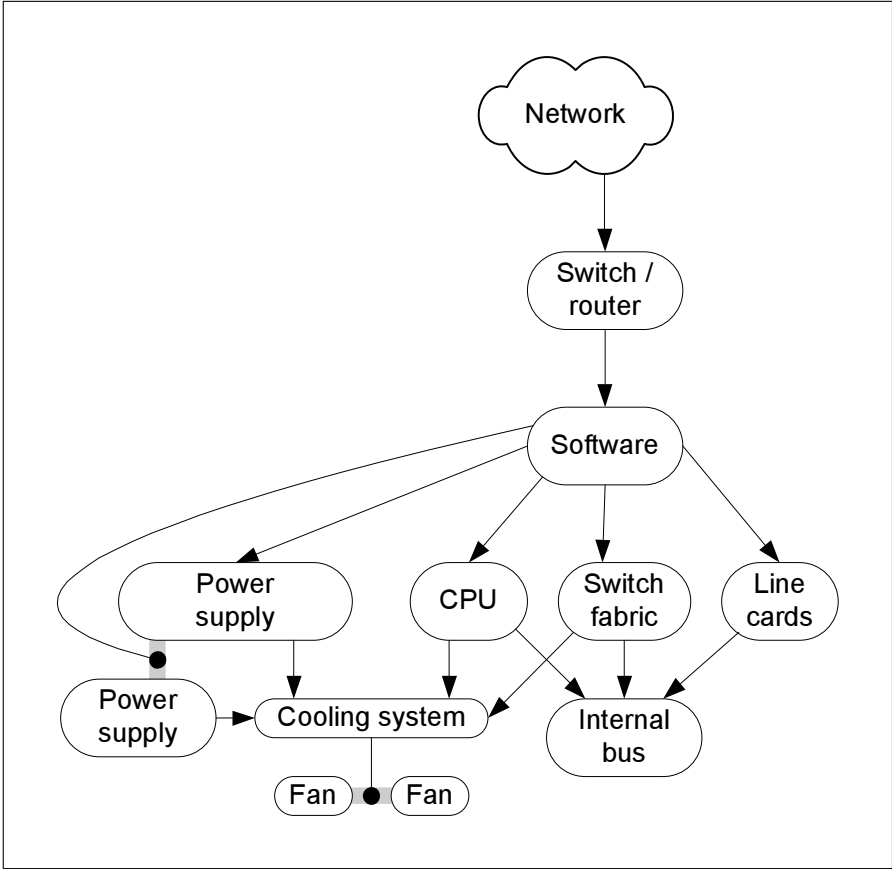 Network
Switch /
router
Software
Power
supply
CPU
Switch
fabric
Line
cards
Power
supply
Cooling system
Internal
bus
Fan
Fan